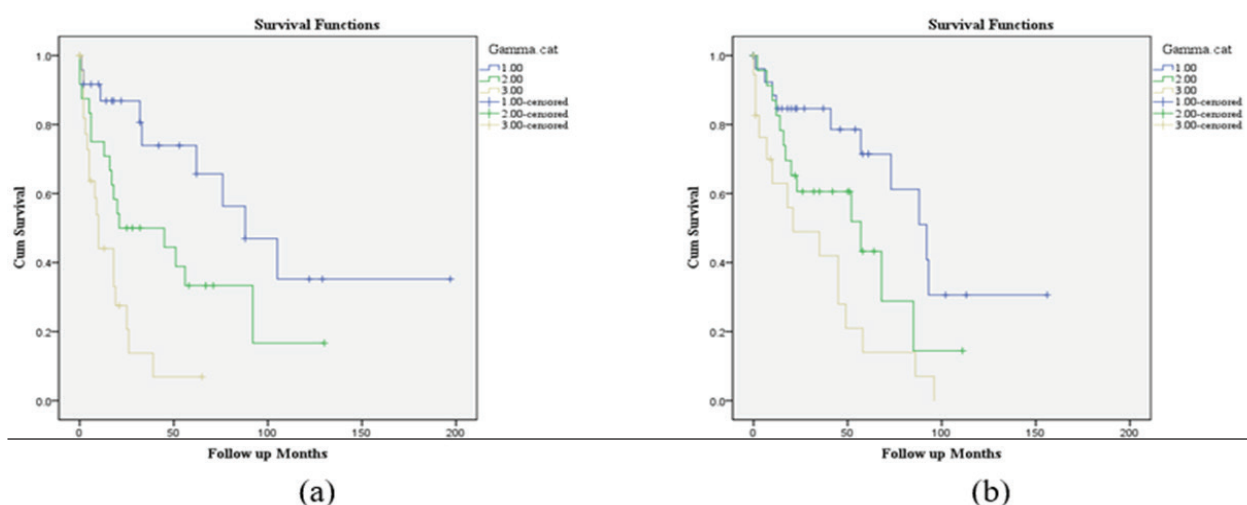 Survival Functions
Gamma.cat
1.00
2.00
3.00
1.00-censored
2.00-censored
3.00-censored
Cum Survival
1.0
0.8
0.6
0.4
0.2
0.0
0 50 100 150 200
Follow up Months
(a)
Survival Functions
Gamma.cat
1.00
2.00
3.00
1.00-censored
2.00-censored
3.00-censored
Cum Survival
1.0
0.8
0.6
0.4
0.2
0.0
0 50 100 150 200
Follow up Months
(b)